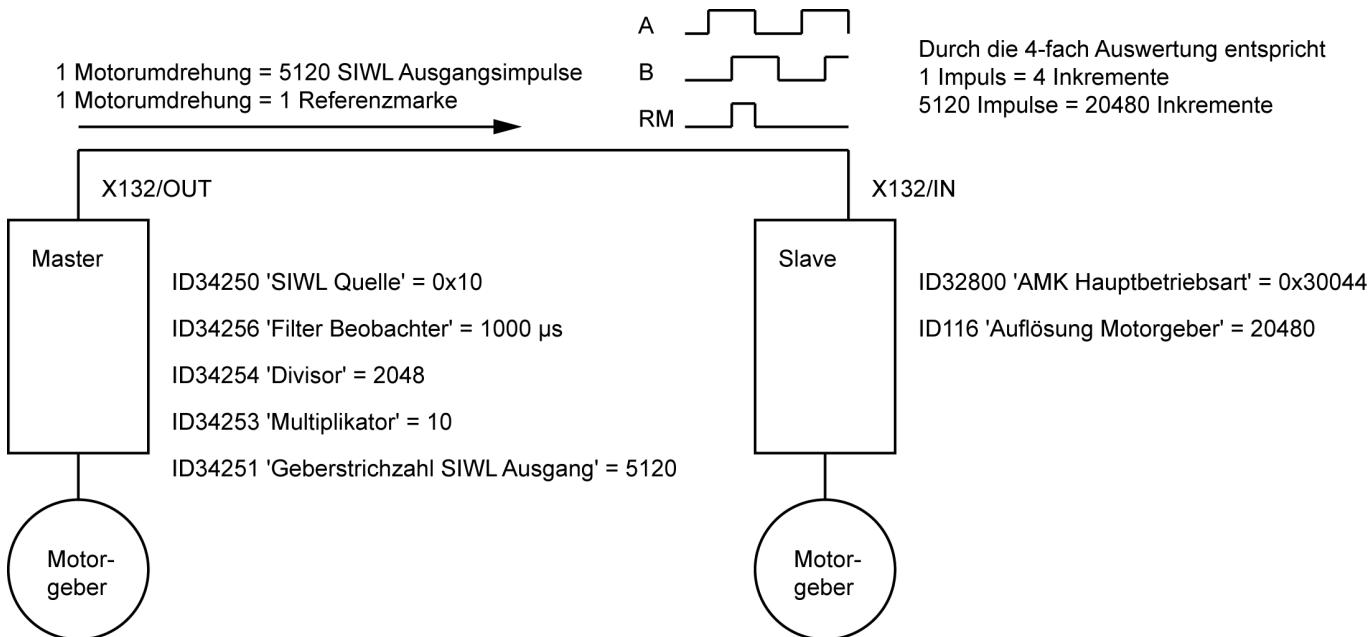 1 Motorumdrehung = 5120 SIWL Ausgangsimpulse
1 Motorumdrehung = 1 Referenzmarke
A
B
RM
Durch die 4-fach Auswertung entspricht
1 Impuls = 4 Inkremente
5120 Impulse = 20480 Inkremente
X132/OUT
X132/IN
Master
ID34250 'SIWL Quelle' = 0x10
ID34256 'Filter Beobachter' = 1000 µs
ID34254 'Divisor' = 2048
ID34253 'Multiplikator' = 10
ID34251 'Geberstrichzahl SIWL Ausgang' = 5120
Slave
ID32800 'AMK Hauptbetriebsart' = 0x30044
ID116 'Auflösung Motorgeber' = 20480
Motor-
geber
Motor-
geber